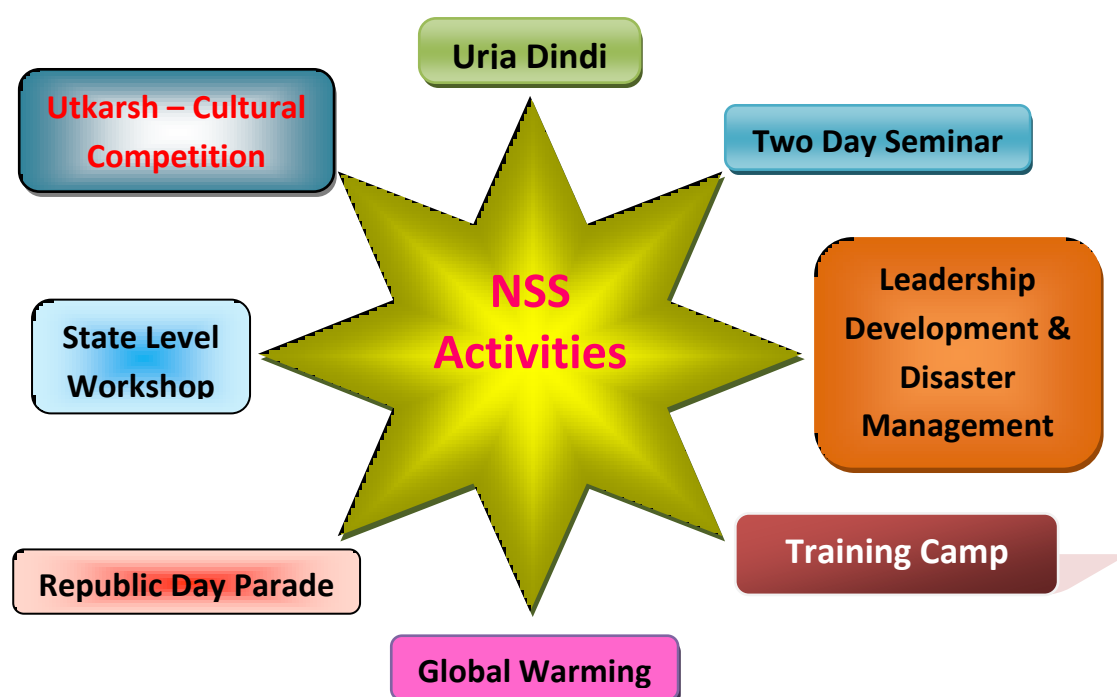 Urja Dindi
Utkarsh – Cultural
Competition
Two Day Seminar
NSS
Activities
Leadership
Development &
Disaster
Management
State Level
Workshop
Training Camp
Republic Day Parade
Global Warming